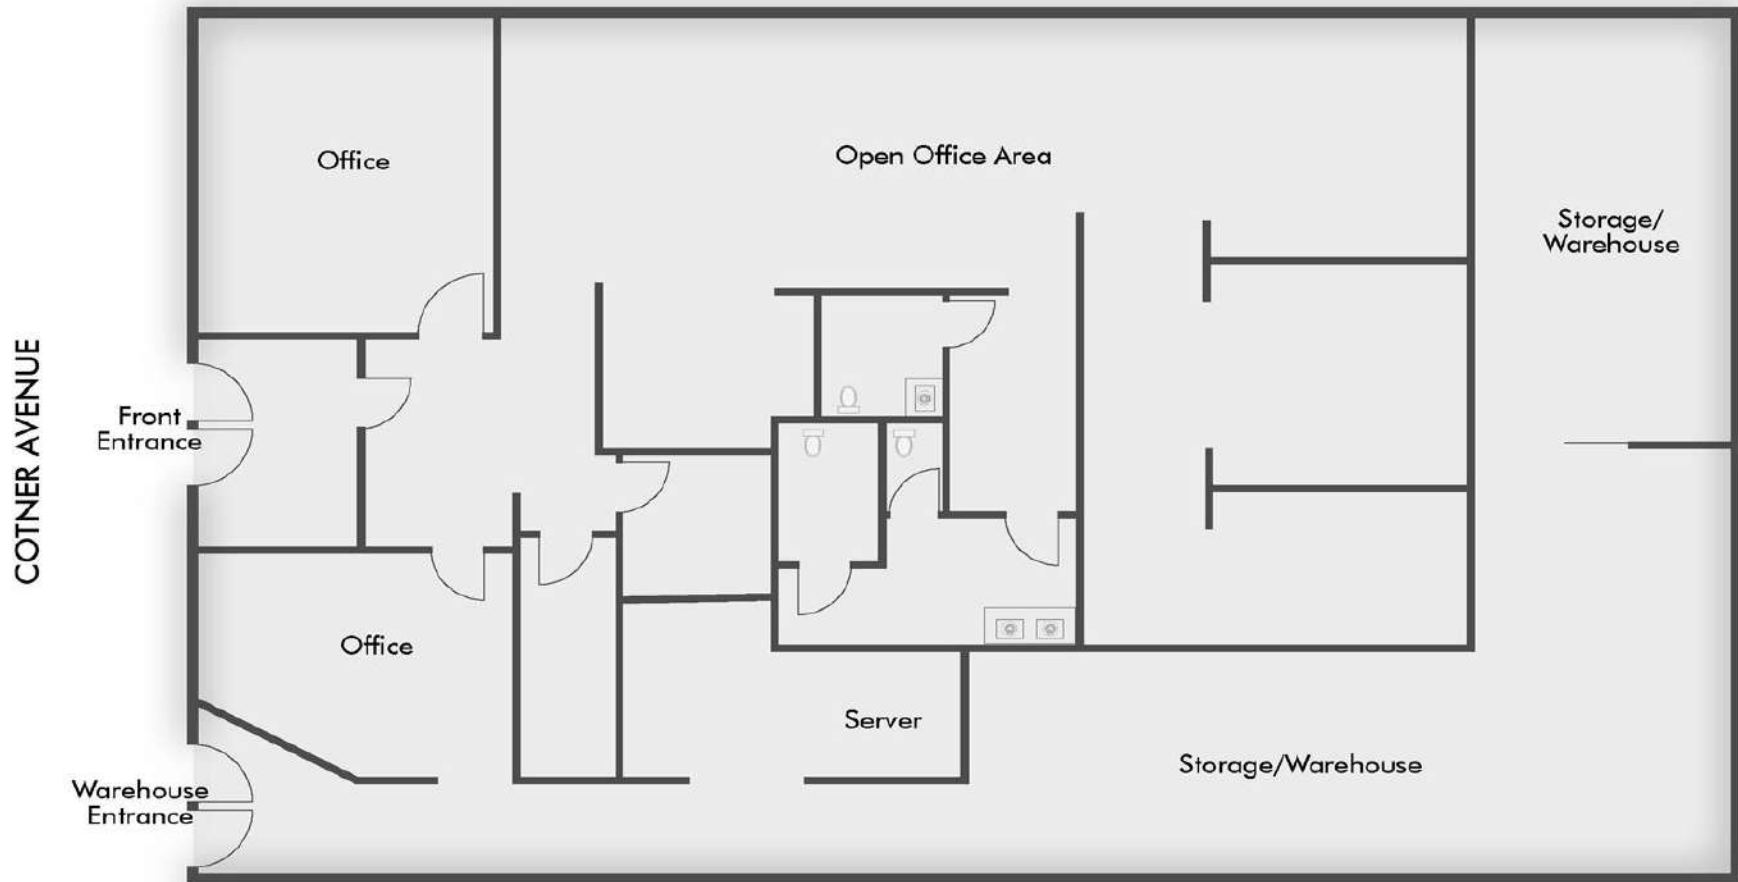 Office
Open Office Area
Storage/
Warehouse
COTNER AVENUE
Front
Entrance
Office
Server
Storage/Warehouse
Warehouse
Entrance